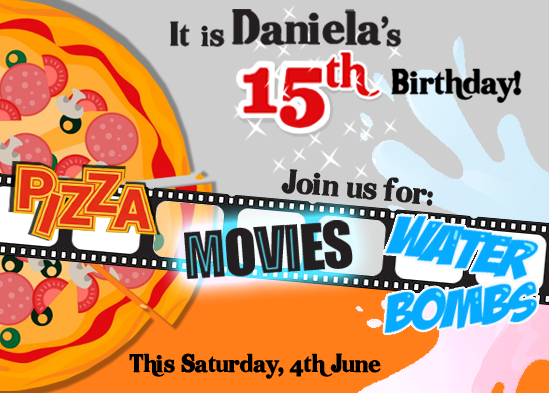 It is Daniela's
15th Birthday!
Join us for:
PIZZA
MOVIES
WATER
BOMBS
This Saturday, 4th June